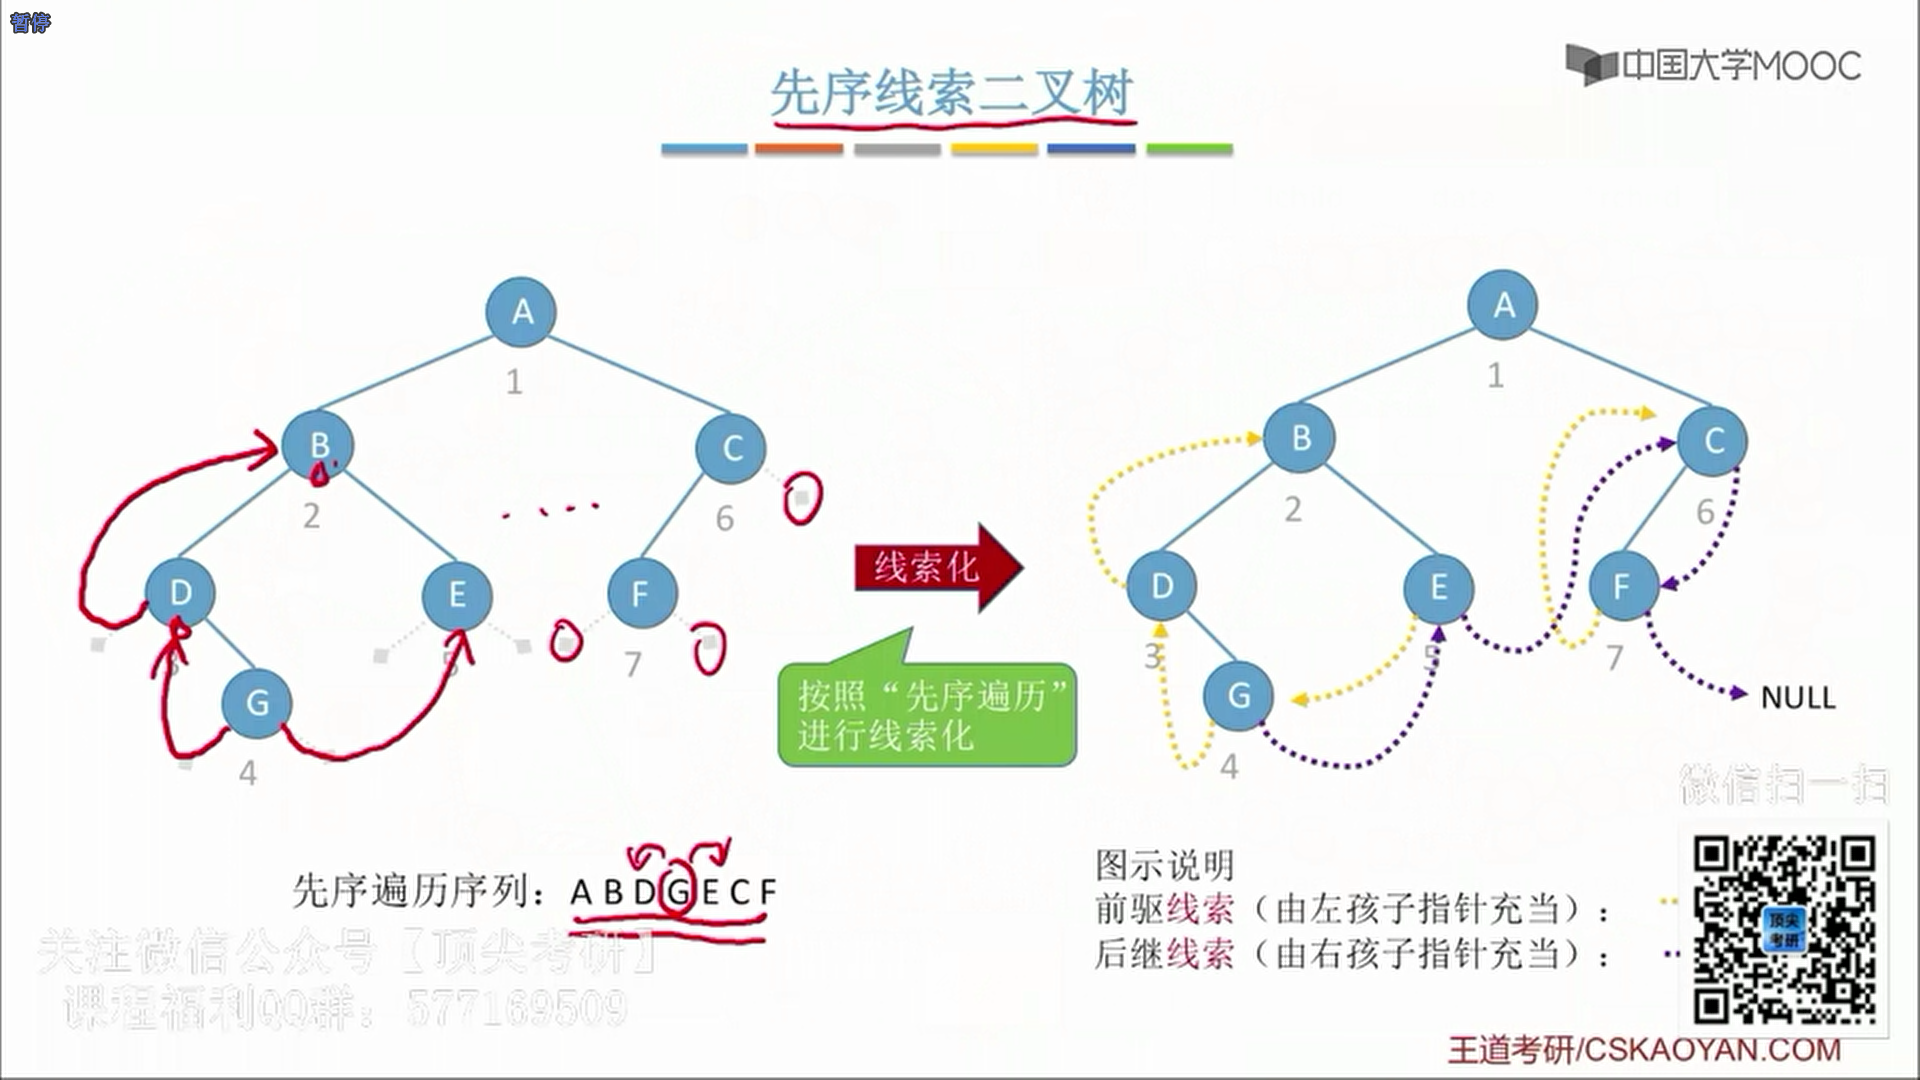 暂停
中国大学MOOC
先序线索二叉树
A
1
B
2
C
6
D
3
E
5
F
7
G
4
线索化
按照“先序遍历”
进行线索化
A
1
B
2
C
6
D
3
E
5
F
7
G
4
NULL
先序遍历序列：A B D G E C F
图示说明
前驱线索（由左孩子指针充当）：
后继线索（由右孩子指针充当）：
微信扫一扫
顶尖
考研
关注微信公众号【顶尖考研】
课程福利QQ群：577169509
王道考研/CSKAOYAN.COM